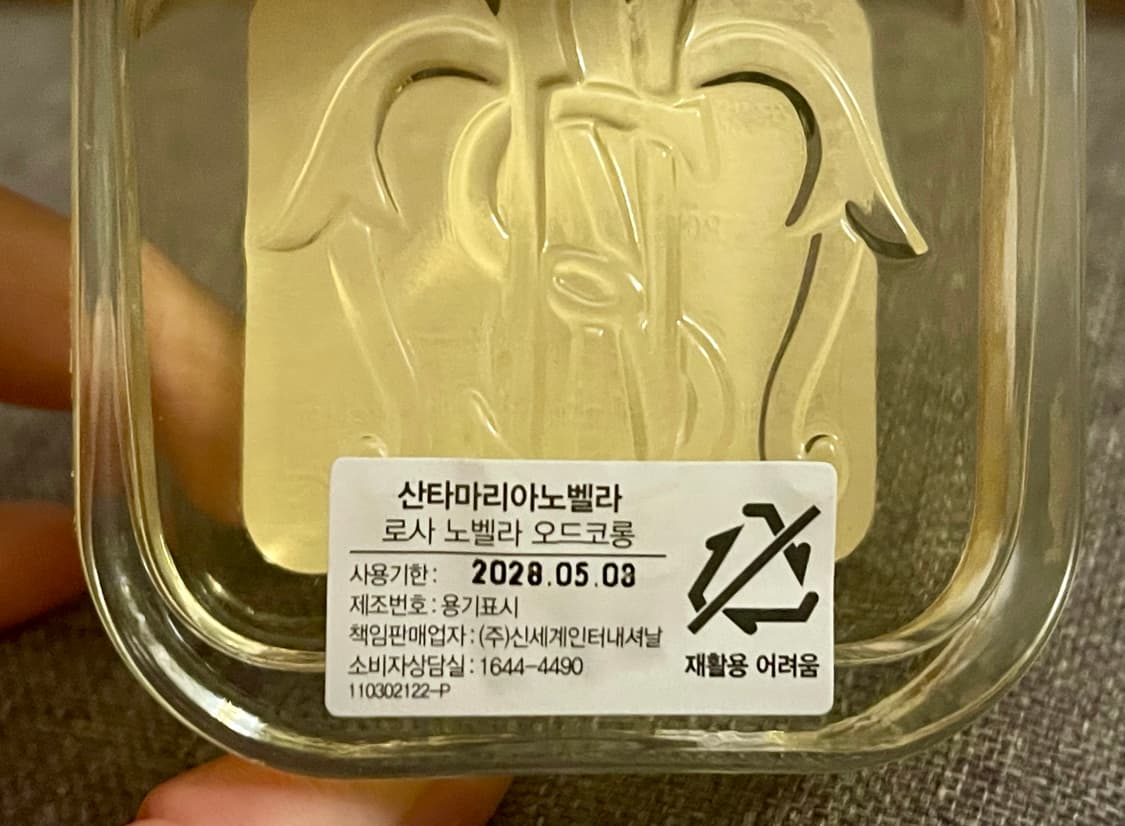 산타마리아노벨라
로사 노벨라 오드코롱
사용기한 : 2028.05.03
제조번호 : 용기표시
책임판매업자 : (주)신세계인터내셔날
소비자상담실 : 1644-4490
110302122-P
재활용 어려움